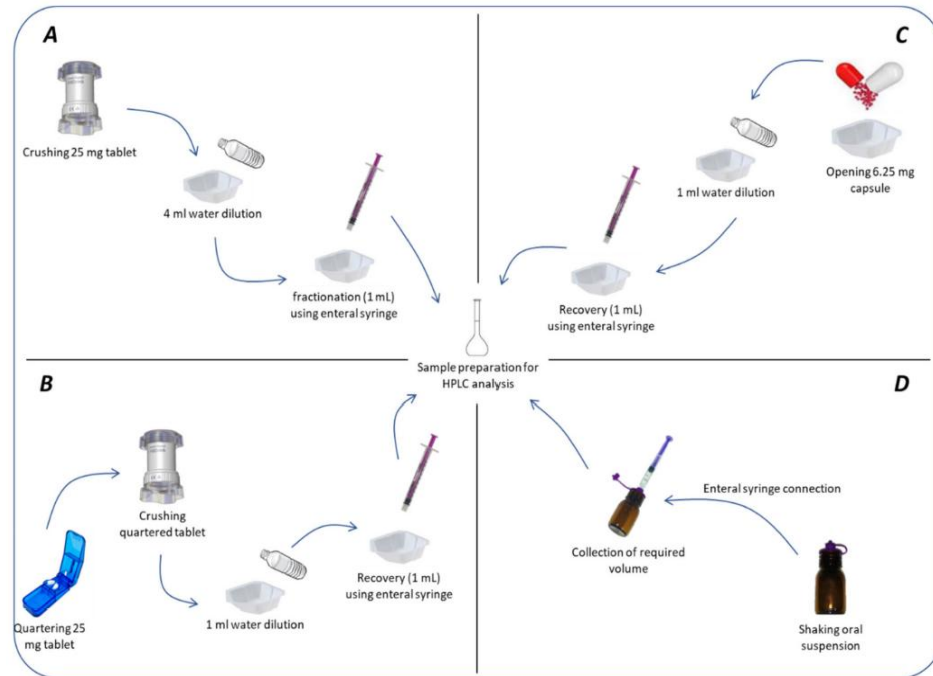 A
Crushing 25 mg tablet
4 ml water dilution
fractionation (1 mL)
using enteral syringe
C
Opening 6.25 mg
capsule
1 ml water dilution
Recovery (1 mL)
using enteral syringe
Sample preparation for
HPLC analysis
B
Quartering 25
mg tablet
Crushing
quartered tablet
1 ml water dilution
Recovery (1 mL)
using enteral syringe
D
Enteral syringe connection
Collection of required
volume
Shaking oral
suspension